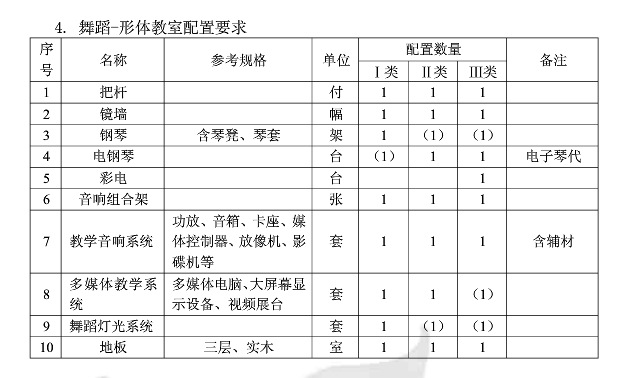 4. 舞蹈-形体教室配置要求
序号 名称 参考规格 单位 配置数量 备注
Ⅰ类 Ⅱ类 Ⅲ类
1 把杆 付 1 1 1
2 镜墙 幅 1 1 1
3 钢琴 含琴凳、琴套 架 1 (1) (1)
4 电钢琴 台 (1) 1 1 电子琴代
5 彩电 台 1
6 音响组合架 张 1 1 1
7 教学音响系统 功放、音箱、卡座、媒
体控制器、放像机、影
碟机等 套 1 1 1 含辅材
8 多媒体教学系
统 多媒体电脑、大屏幕显
示设备、视频展台 套 1 1 (1)
9 舞蹈灯光系统 套 1 (1) (1)
10 地板 三层、实木 室 1 1 1